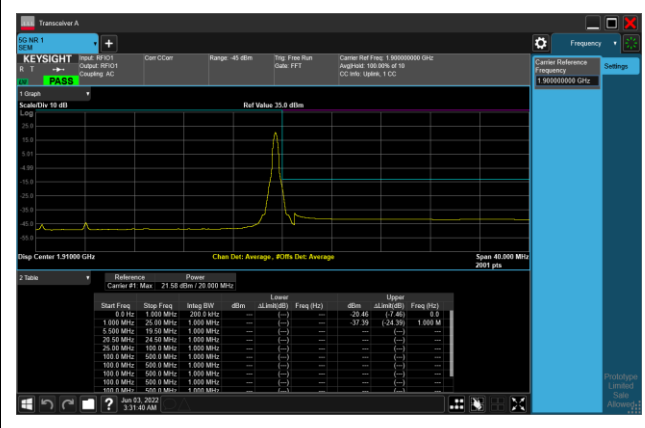 Transceiver A
5G NR 1
SEM
KEYSIGHT
R T
PASS
Input: RFIO1
Output: RFIO1
Coupling: AC
Corr CCorr
Range: -45 dBm
Trig: Free Run
Gate: FFT
Carrier Ref Freq: 1.900000000 GHz
Avg|Hold: 100.00% of 10
CC Info: Uplink, 1 CC
Frequency
Carrier Reference
Frequency
1.900000000 GHz
Settings
1 Graph
Scale/Div 10 dB
Ref Value 35.0 dBm
Log
25.0
15.0
5.01
-4.99
-15.0
-25.0
-35.0
-45.0
-55.0
Disp Center 1.91000 GHz
Chan Det: Average , #Offs Det: Average
Span 40.000 MHz
2001 pts
2 Table
Reference Power
Carrier #1: Max 21.58 dBm / 20.000 MHz
Lower Upper
Start Freq Stop Freq Integ BW dBm ΔLimit(dB) Freq (Hz) dBm ΔLimit(dB) Freq (Hz)
0.0 Hz 1.000 MHz 200.0 kHz --- (---) --- -20.46 (-7.46) 0.0
1.000 MHz 25.00 MHz 1.000 MHz --- (---) --- -37.39 (-24.39) 1.000 M
5.500 MHz 19.50 MHz 1.000 MHz --- (---) --- --- (---) ---
20.50 MHz 24.50 MHz 1.000 MHz --- (---) --- --- (---) ---
25.00 MHz 100.0 MHz 1.000 MHz --- (---) --- --- (---) ---
100.0 MHz 500.0 MHz 1.000 MHz --- (---) --- --- (---) ---
100.0 MHz 500.0 MHz 1.000 MHz --- (---) --- --- (---) ---
100.0 MHz 500.0 MHz 1.000 MHz --- (---) --- --- (---) ---
100.0 MHz 500.0 MHz 1.000 MHz --- (---) --- --- (---) ---
100.0 MHz 500.0 MHz 1.000 MHz --- (---) --- --- (---) ---
Prototype
Limited
Sale
Allowed
Jun 03, 2022
3:31:40 AM